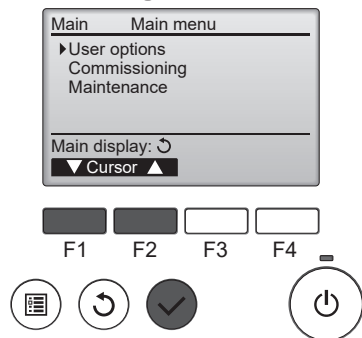 Main Main menu
User options
Commissioning
Maintenance
Main display:
Cursor
F1 F2 F3 F4